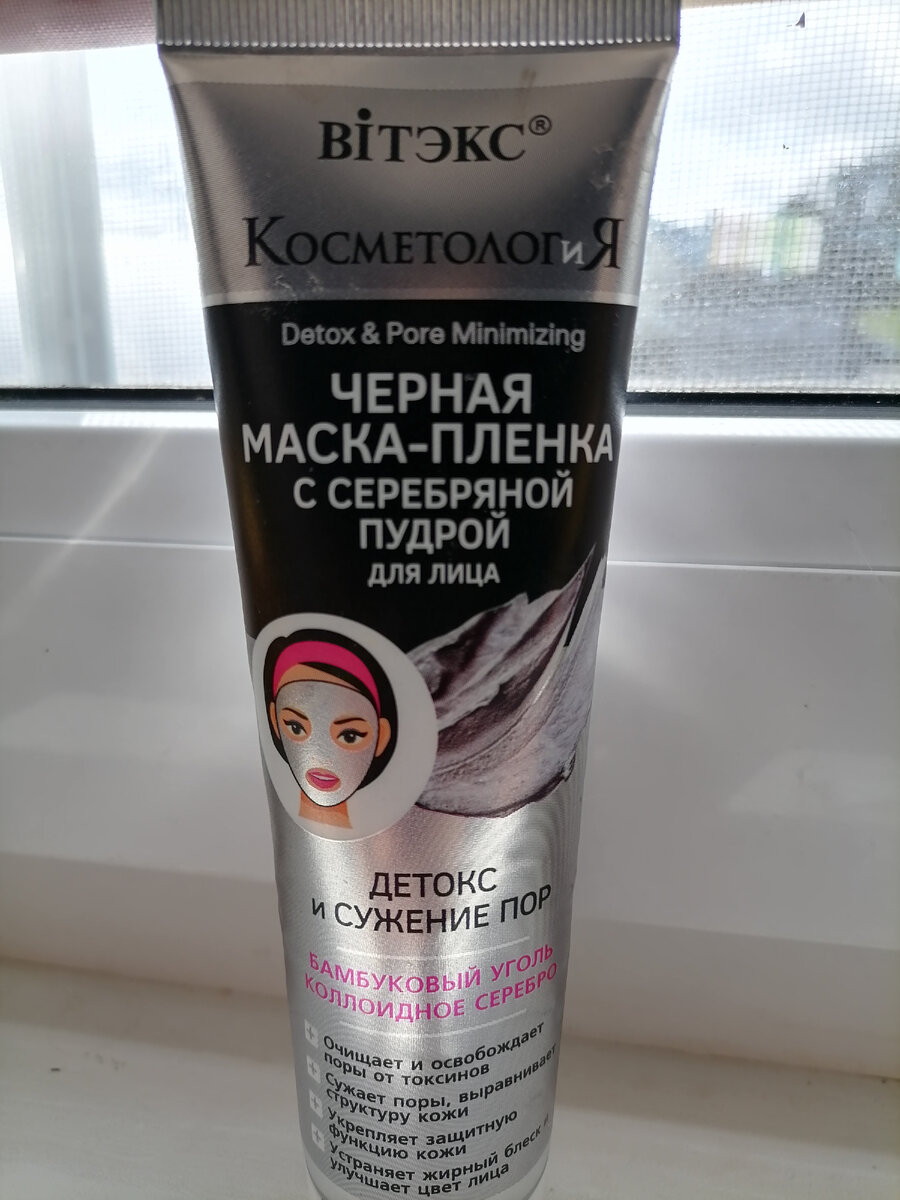 ВіТЭКС®
КОСМЕТОЛОГиЯ
Detox & Pore Minimizing
ЧЕРНАЯ
МАСКА-ПЛЕНКА
С СЕРЕБРЯНОЙ
ПУДРОЙ
ДЛЯ ЛИЦА
ДЕТОКС
и СУЖЕНИЕ ПОР
БАМБУКОВЫЙ УГОЛЬ
КОЛЛОИДНОЕ СЕРЕБРО
+ Очищает и освобождает
поры от токсинов
+ Сужает поры, выравнивает
структуру кожи
+ Укрепляет защитную
функцию кожи
+ Устраняет жирный блеск и
улучшает цвет лица